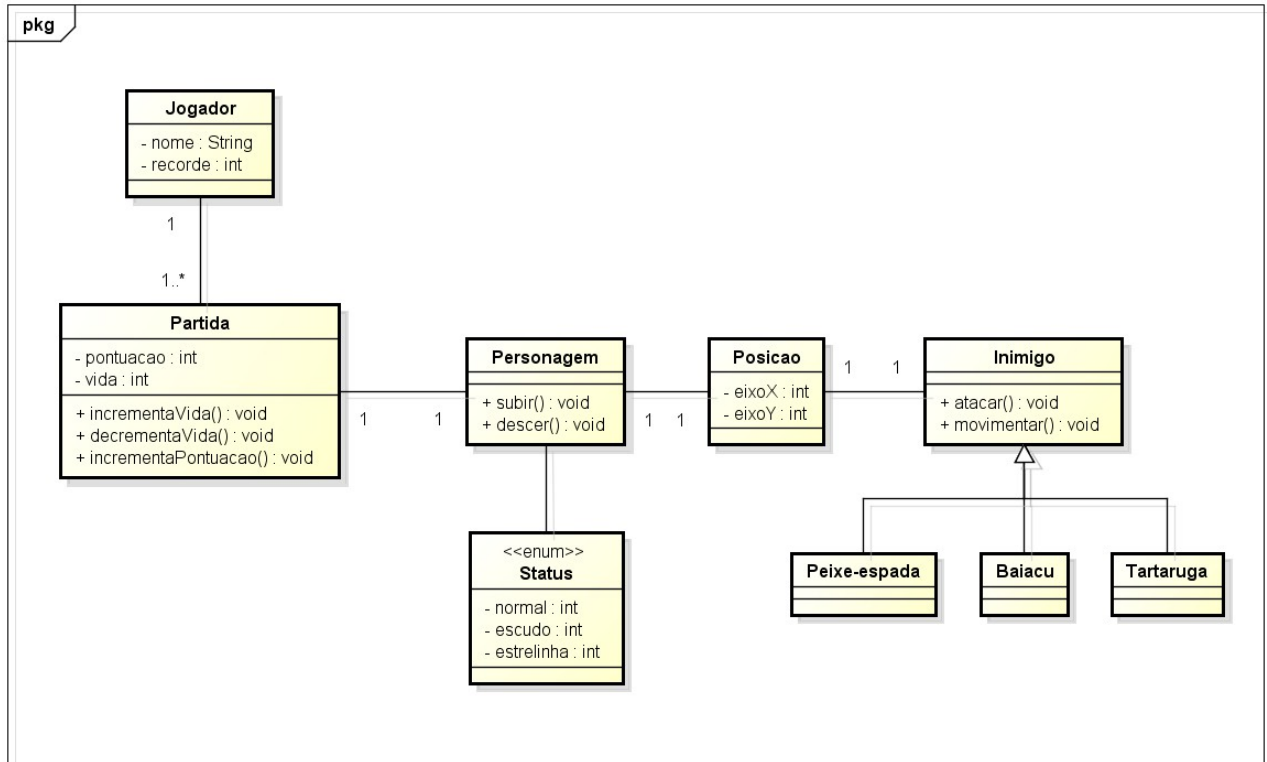 pkg
Jogador
- nome : String
- recorde : int
1
1..*
Partida
- pontuacao : int
- vida : int
+ incrementaVida() : void
+ decrementaVida() : void
+ incrementaPontuacao() : void
1
1
Personagem
+ subir() : void
+ descer() : void
1
1
Posicao
- eixoX : int
- eixoY : int
1
1
Inimigo
+ atacar() : void
+ movimentar() : void
<<enum>>
Status
- normal : int
- escudo : int
- estrelinha : int
Peixe-espada
Baiacu
Tartaruga